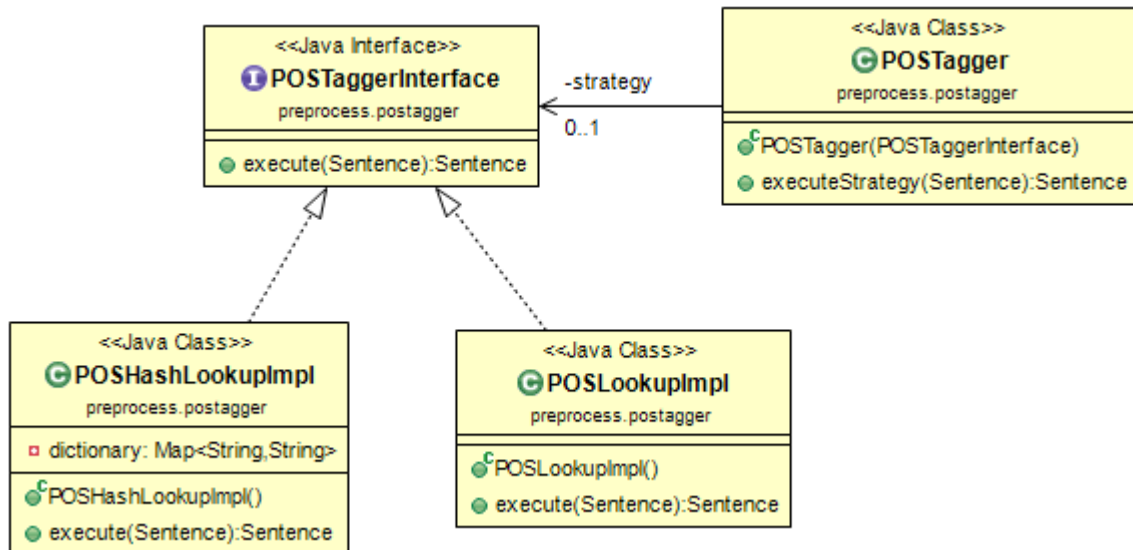 <<Java Interface>>
POSTaggerInterface
preprocess.postagger
execute(Sentence):Sentence
-strategy
0..1
<<Java Class>>
POSTagger
preprocess.postagger
POSTagger(POSTaggerInterface)
executeStrategy(Sentence):Sentence
<<Java Class>>
POSHashLookupImpl
preprocess.postagger
dictionary: Map<String,String>
POSHashLookupImpl()
execute(Sentence):Sentence
<<Java Class>>
POSLookupImpl
preprocess.postagger
POSLookupImpl()
execute(Sentence):Sentence